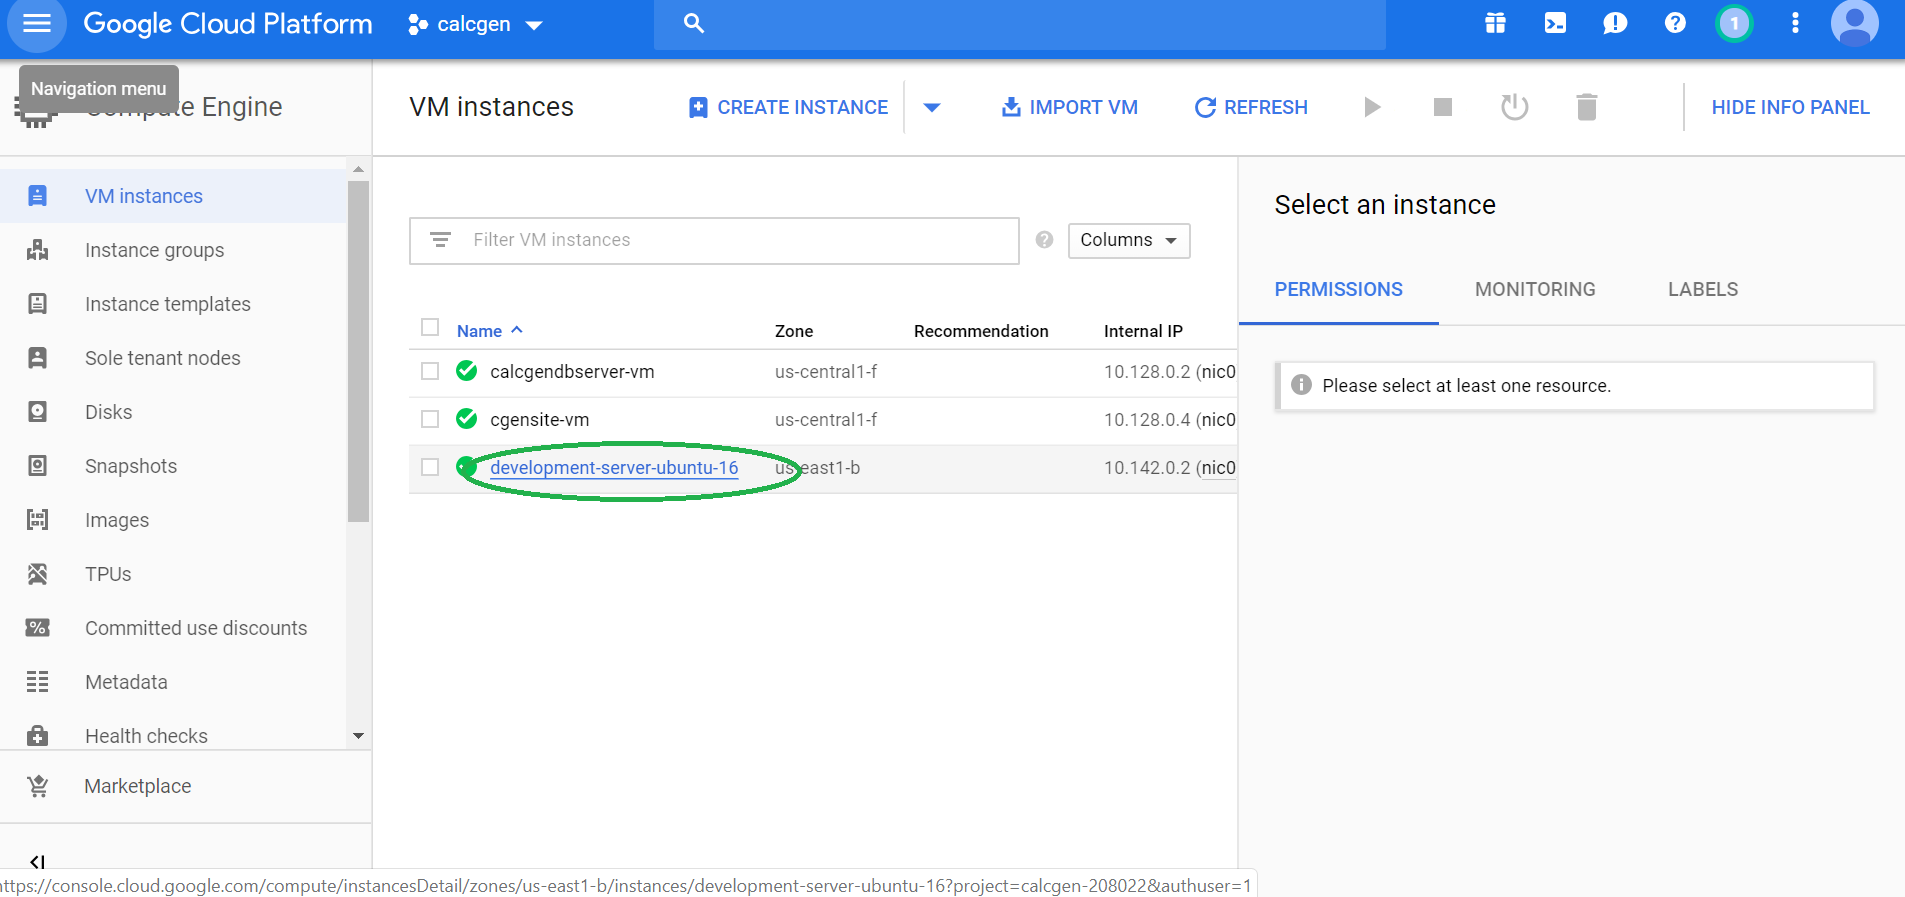 Google Cloud Platform calcgen 1
Navigation menu
Compute Engine
VM instances CREATE INSTANCE IMPORT VM REFRESH HIDE INFO PANEL
VM instances
Instance groups
Instance templates
Sole tenant nodes
Disks
Snapshots
Images
TPUs
Committed use discounts
Metadata
Health checks
Marketplace
Filter VM instances Columns
Name Zone Recommendation Internal IP
calcgendbserver-vm us-central1-f 10.128.0.2 (nic0
cgensite-vm us-central1-f 10.128.0.4 (nic0
development-server-ubuntu-16 us-east1-b 10.142.0.2 (nic0
Select an instance
PERMISSIONS MONITORING LABELS
Please select at least one resource.
https://console.cloud.google.com/compute/instancesDetail/zones/us-east1-b/instances/development-server-ubuntu-16?project=calcgen-208022&authuser=1